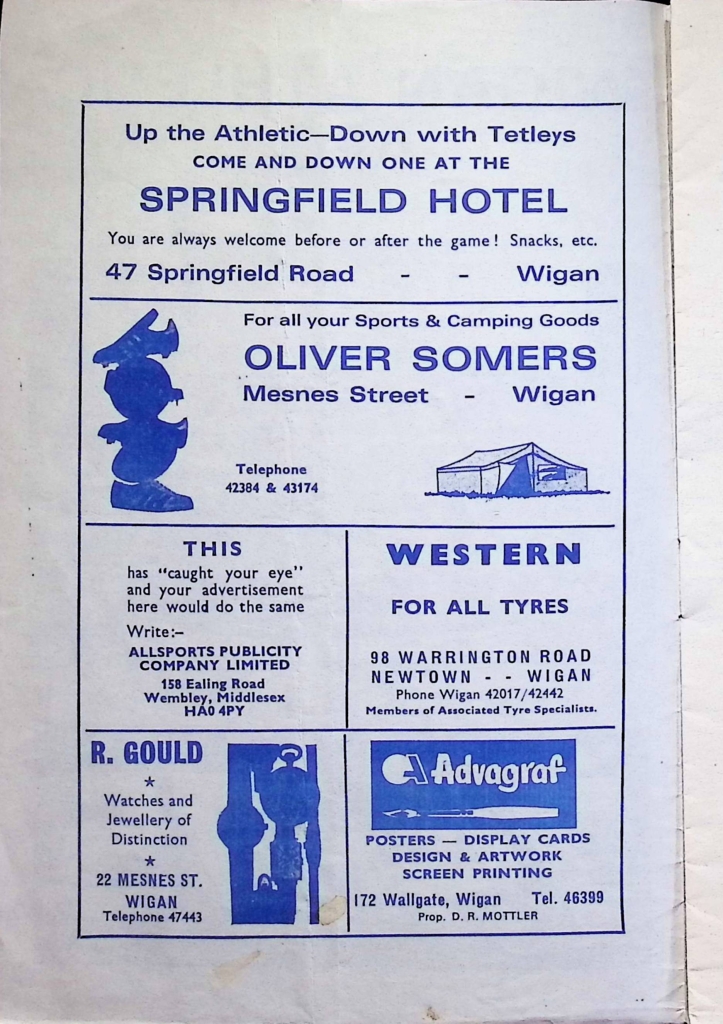 Up the Athletic—Down with Tetleys
COME AND DOWN ONE AT THE
SPRINGFIELD HOTEL
You are always welcome before or after the game! Snacks, etc.
47 Springfield Road - - Wigan
For all your Sports & Camping Goods
OLIVER SOMERS
Mesnes Street - Wigan
Telephone
42384 & 43174
THIS
has "caught your eye"
and your advertisement
here would do the same
Write:–
ALLSPORTS PUBLICITY
COMPANY LIMITED
158 Ealing Road
Wembley, Middlesex
HA0 4PY
WESTERN
FOR ALL TYRES
98 WARRINGTON ROAD
NEWTOWN - - WIGAN
Phone Wigan 42017/42442
Members of Associated Tyre Specialists.
R. GOULD
★
Watches and
Jewellery of
Distinction
★
22 MESNES ST.
WIGAN
Telephone 47443
Advagraf
POSTERS — DISPLAY CARDS
DESIGN & ARTWORK
SCREEN PRINTING
172 Wallgate, Wigan Tel. 46399
Prop. D. R. MOTTLER